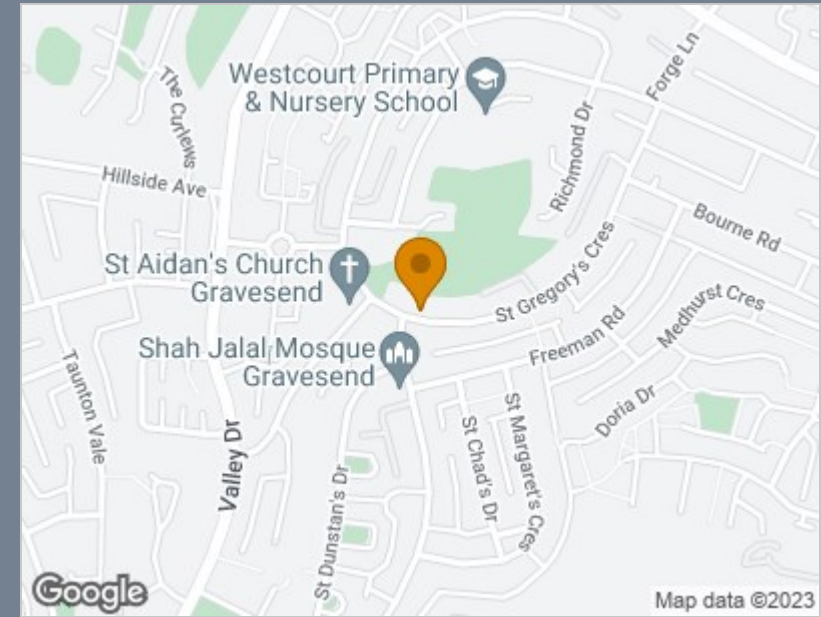 Westcourt Primary
& Nursery School
Forge Ln
The Curlews
Richmond Dr
Hillside Ave
Bourne Rd
St Aidan's Church
Gravesend
St Gregory's Cres
Medhurst Cres
Shah Jalal Mosque
Gravesend
Freeman Rd
Taunton Vale
Doria Dr
Valley Dr
St Chad's Dr
St Margaret's Cres
St Dunstan's Dr
Google
Map data ©2023